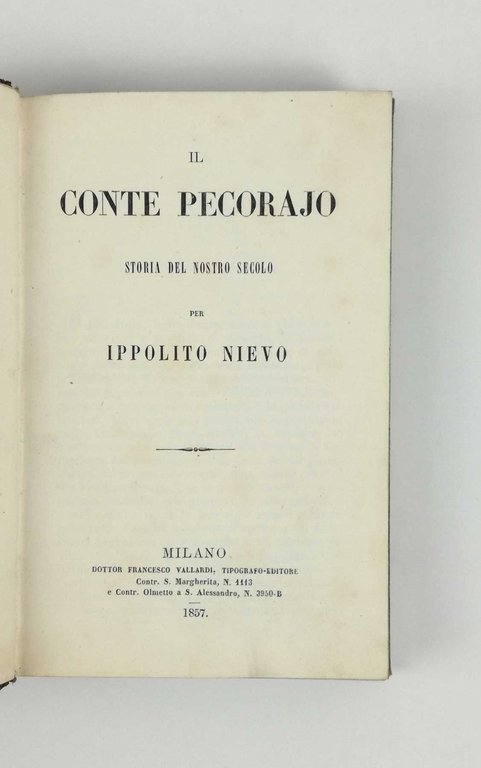 IL
CONTE PECORAJO
STORIA DEL NOSTRO SECOLO
PER
IPPOLITO NIEVO
MILANO
DOTTOR FRANCESCO VALLARDI, TIPOGRAFO-EDITORE
Contr. S. Margherita, N. 1113
e Contr. Olmetto a S. Alessandro, N. 3950-B
1857.